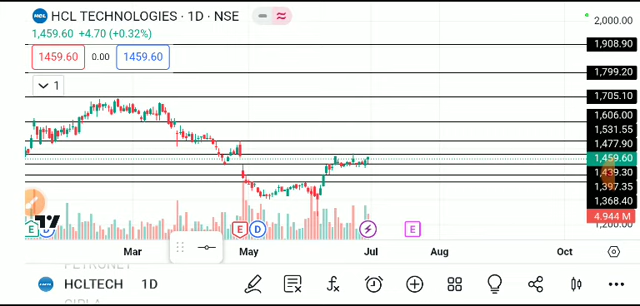 HCL TECHNOLOGIES · 1D · NSE
1,459.60 +4.70 (+0.32%)
1459.60 0.00 1459.60
1
2,000.00
1,908.90
1,799.20
1,705.10
1,606.00
1,531.55
1,477.90
1,459.60
1,439.30
1,397.35
1,368.40
4.944 M
1,200.00
E D E D E
Mar May Jul Aug Oct
PETRONET
HCLTECH 1D
CIPLA